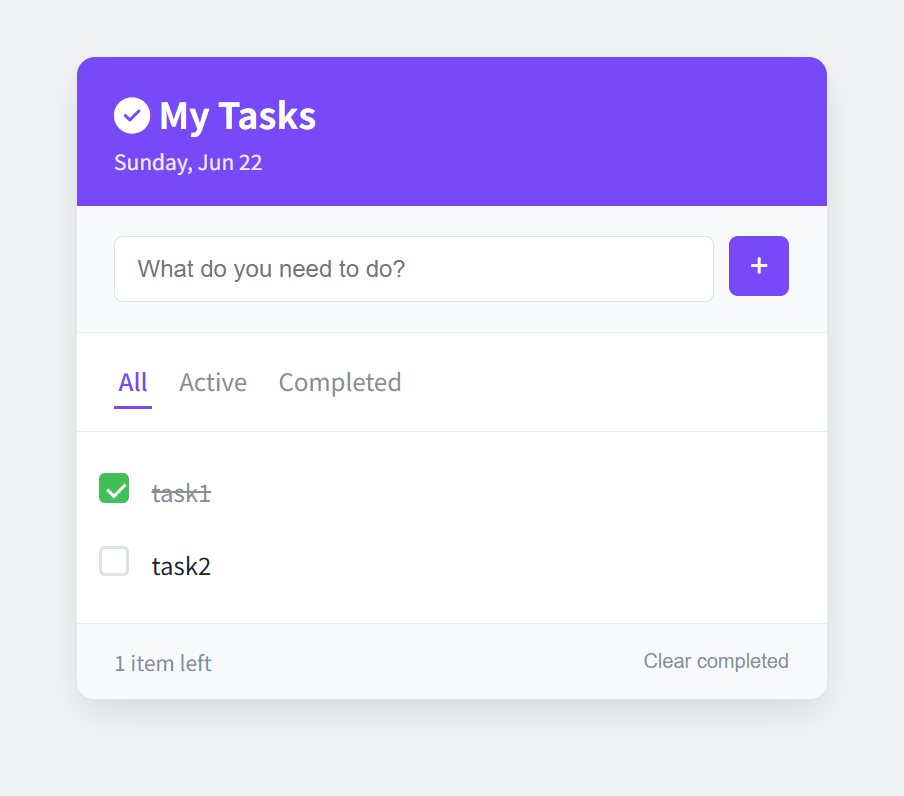 My Tasks
Sunday, Jun 22
What do you need to do?
+
All Active Completed
task1
task2
1 item left Clear completed